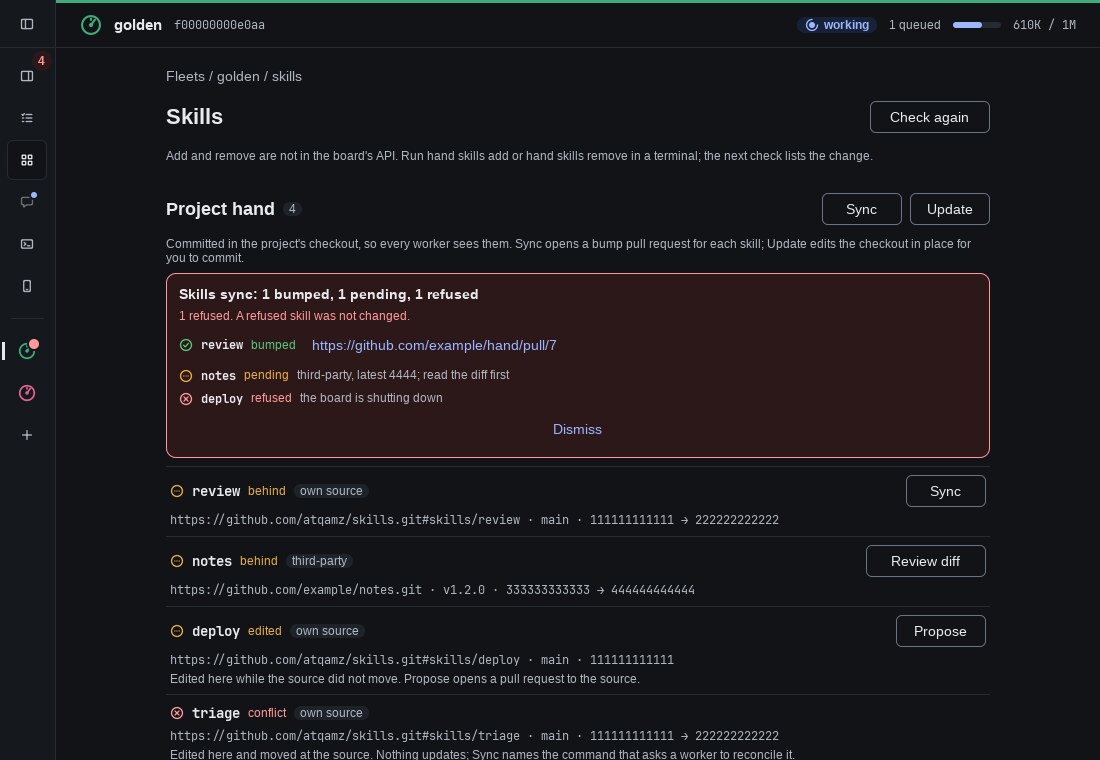 golden f00000000e0aa working 1 queued 610K / 1M
4
Fleets / golden / skills
Skills
Check again
Add and remove are not in the board's API. Run hand skills add or hand skills remove in a terminal; the next check lists the change.
Project hand 4
Sync
Update
Committed in the project's checkout, so every worker sees them. Sync opens a bump pull request for each skill; Update edits the checkout in place for
you to commit.
Skills sync: 1 bumped, 1 pending, 1 refused
1 refused. A refused skill was not changed.
review bumped https://github.com/example/hand/pull/7
notes pending third-party, latest 4444; read the diff first
deploy refused the board is shutting down
Dismiss
review behind own source
Sync
https://github.com/atqamz/skills.git#skills/review · main · 111111111111 → 222222222222
notes behind third-party
Review diff
https://github.com/example/notes.git · v1.2.0 · 333333333333 → 444444444444
deploy edited own source
Propose
https://github.com/atqamz/skills.git#skills/deploy · main · 111111111111
Edited here while the source did not move. Propose opens a pull request to the source.
triage conflict own source
https://github.com/atqamz/skills.git#skills/triage · main · 111111111111 → 222222222222
Edited here and moved at the source. Nothing updates; Sync names the command that asks a worker to reconcile it.